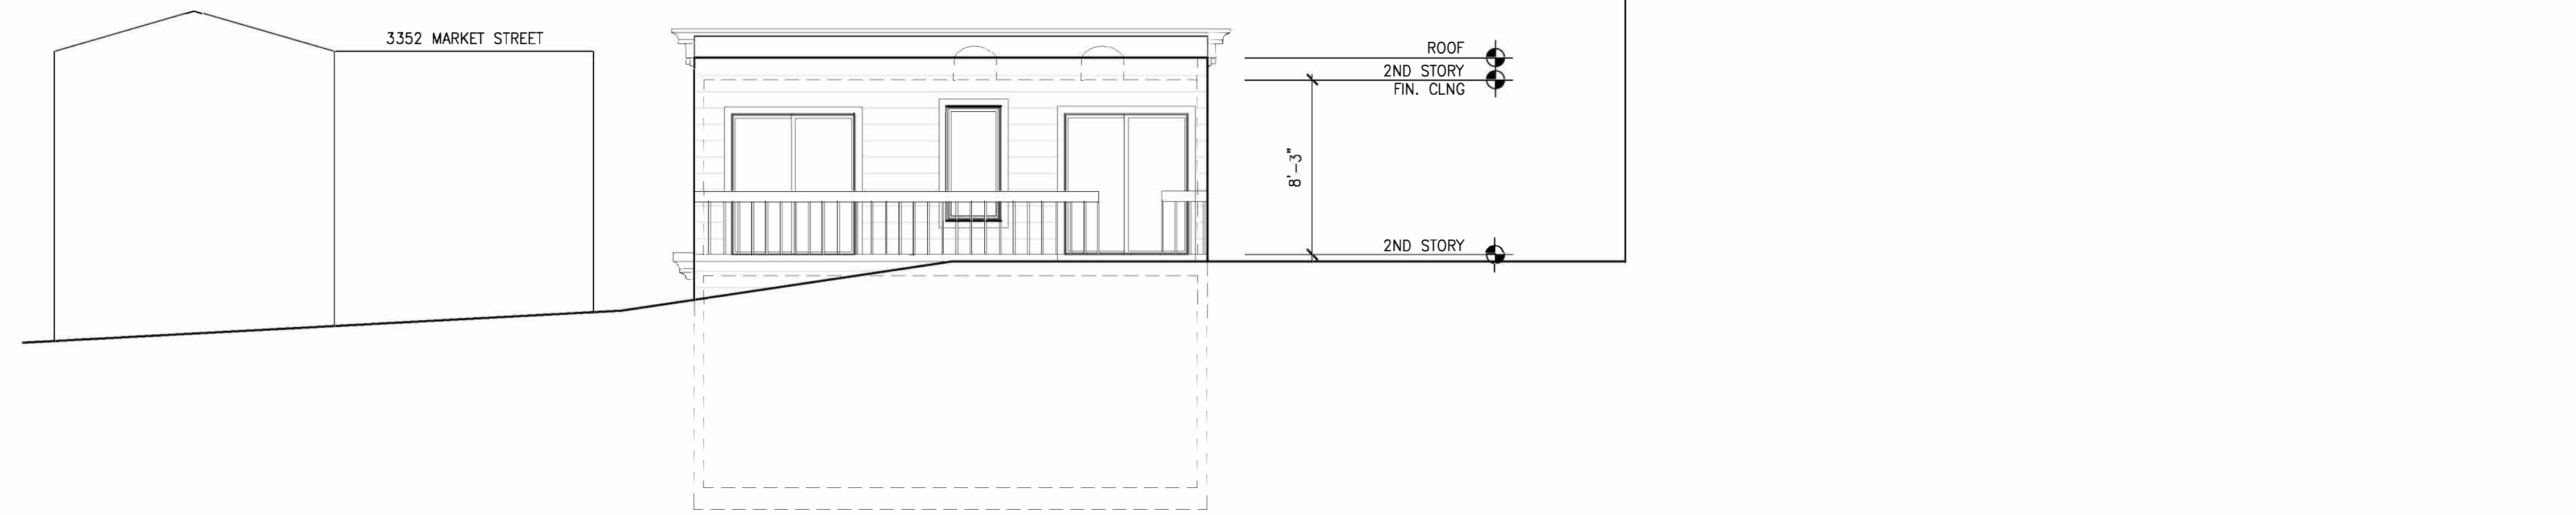 3352 MARKET STREET
ROOF
2ND STORY
FIN. CLNG
8'-3"
2ND STORY